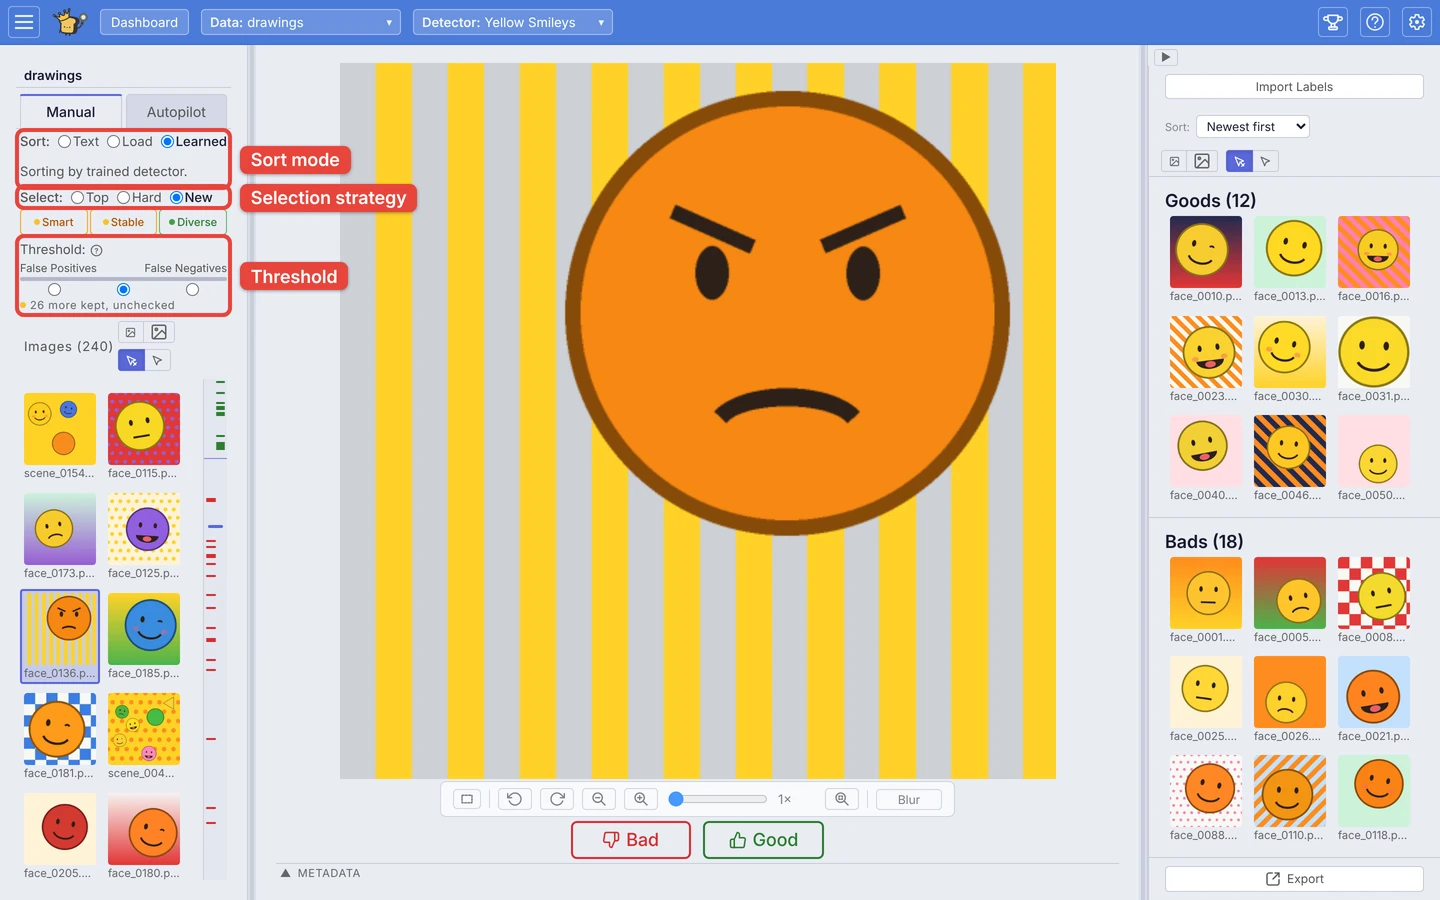 Dashboard
Data: drawings
Detector: Yellow Smileys
drawings
Manual
Autopilot
Sort: Text Load Learned
Sorting by trained detector.
Sort mode
Select: Top Hard New
Selection strategy
Smart
Stable
Diverse
Threshold: ?
False Positives
False Negatives
26 more kept, unchecked
Threshold
Images (240)
scene_0154...
face_0115.p...
face_0173.p...
face_0125.p...
face_0136.p...
face_0185.p...
face_0181.p...
scene_004...
face_0205....
face_0180.p...
1×
Blur
Bad
Good
METADATA
Import Labels
Sort: Newest first
Goods (12)
face_0010.p...
face_0013.p...
face_0016.p...
face_0023....
face_0030....
face_0031.p...
face_0040....
face_0046....
face_0050....
Bads (18)
face_0001....
face_0005....
face_0008....
face_0025....
face_0026....
face_0021.p...
face_0088....
face_0110.p...
face_0118.p...
Export